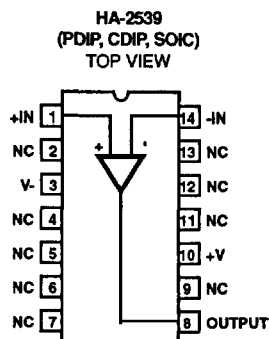 HA-2539
(PDIP, CDIP, SOIC)
TOP VIEW
+IN 1 14 -IN
NC 2 + - 13 NC
V- 3 12 NC
NC 4 11 NC
NC 5 10 +V
NC 6 9 NC
NC 7 8 OUTPUT